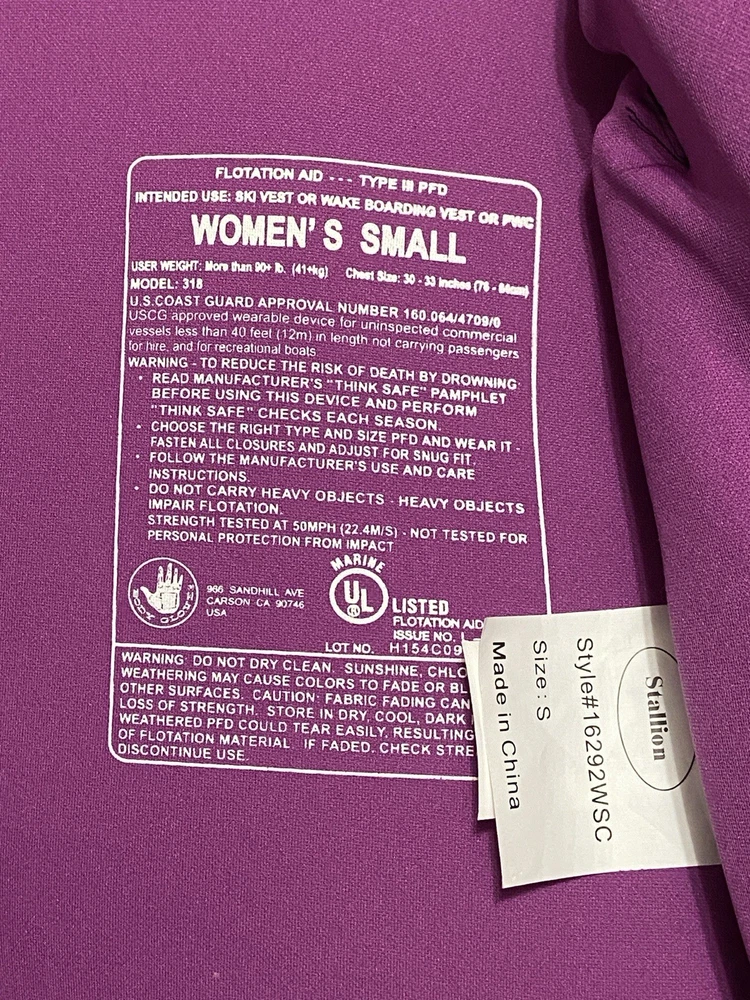 FLOTATION AID --- TYPE III PFD
INTENDED USE: SKI VEST OR WAKE BOARDING VEST OR PWC
WOMEN'S SMALL
USER WEIGHT: More than 90+ lb. (41+kg) Chest Size: 30 - 33 inches (76 - 84cm)
MODEL: 318
U.S.COAST GUARD APPROVAL NUMBER 160.064/4709/0
USCG approved wearable device for uninspected commercial
vessels less than 40 feet (12m) in length not carrying passengers
for hire, and for recreational boats
WARNING - TO REDUCE THE RISK OF DEATH BY DROWNING:
• READ MANUFACTURER'S "THINK SAFE" PAMPHLET
BEFORE USING THIS DEVICE AND PERFORM
"THINK SAFE" CHECKS EACH SEASON.
• CHOOSE THE RIGHT TYPE AND SIZE PFD AND WEAR IT -
FASTEN ALL CLOSURES AND ADJUST FOR SNUG FIT.
• FOLLOW THE MANUFACTURER'S USE AND CARE
INSTRUCTIONS.
• DO NOT CARRY HEAVY OBJECTS - HEAVY OBJECTS
IMPAIR FLOTATION.
STRENGTH TESTED AT 50MPH (22.4M/S) - NOT TESTED FOR
PERSONAL PROTECTION FROM IMPACT
BODY GLOVE
966 SANDHILL AVE
CARSON CA 90746
USA
MARINE
UL ®
LISTED
FLOTATION AID
ISSUE NO.
LOT NO. H154C09
WARNING: DO NOT DRY CLEAN. SUNSHINE, CHLO
WEATHERING MAY CAUSE COLORS TO FADE OR BL
OTHER SURFACES. CAUTION: FABRIC FADING CAN
LOSS OF STRENGTH. STORE IN DRY, COOL, DARK
WEATHERED PFD COULD TEAR EASILY, RESULTING
OF FLOTATION MATERIAL IF FADED. CHECK STRE
DISCONTINUE USE.
Stallion
Style#16292WSC
Size:S
Made in China